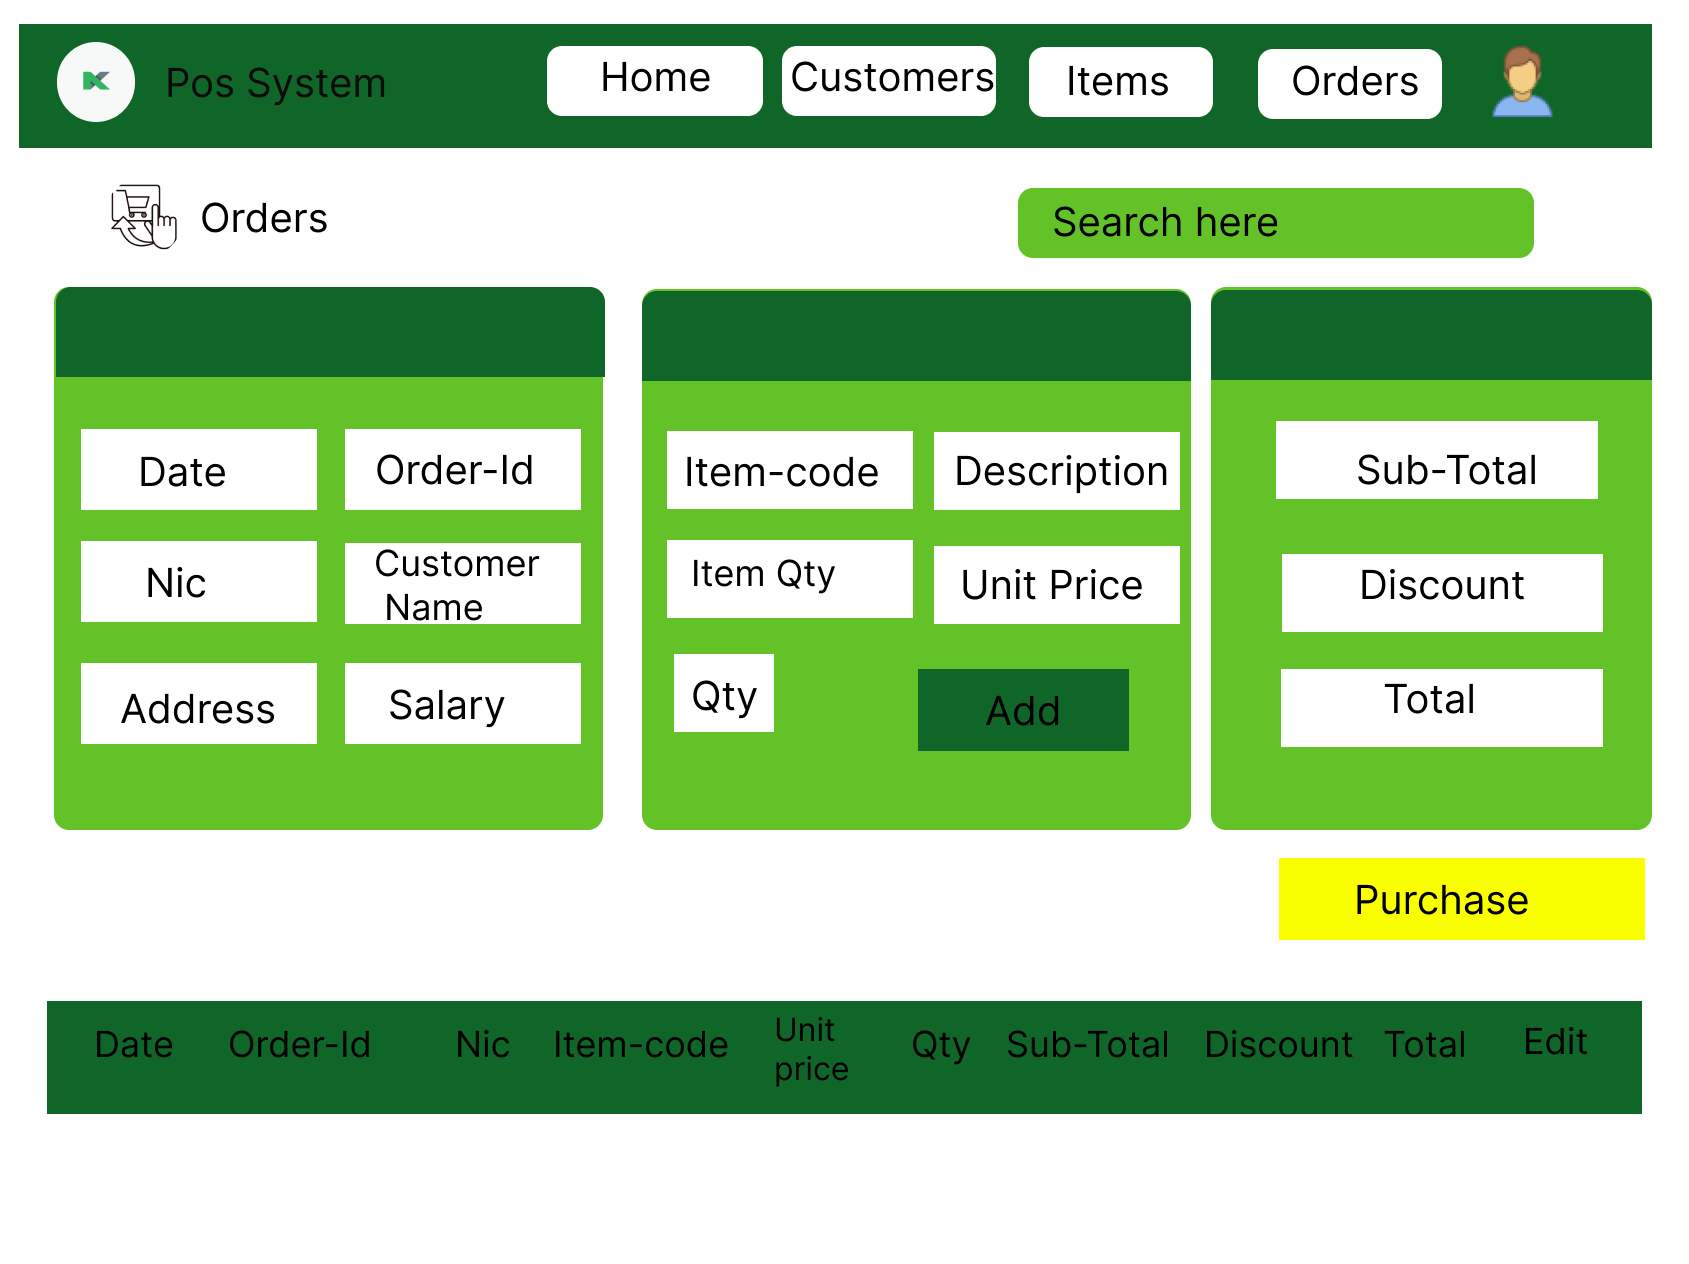 Pos System
Home
Customers
Items
Orders
Orders
Search here
Date
Order-Id
Nic
Customer
Name
Address
Salary
Item-code
Description
Item Qty
Unit Price
Qty
Add
Sub-Total
Discount
Total
Purchase
Date
Order-Id
Nic
Item-code
Unit
price
Qty
Sub-Total
Discount
Total
Edit